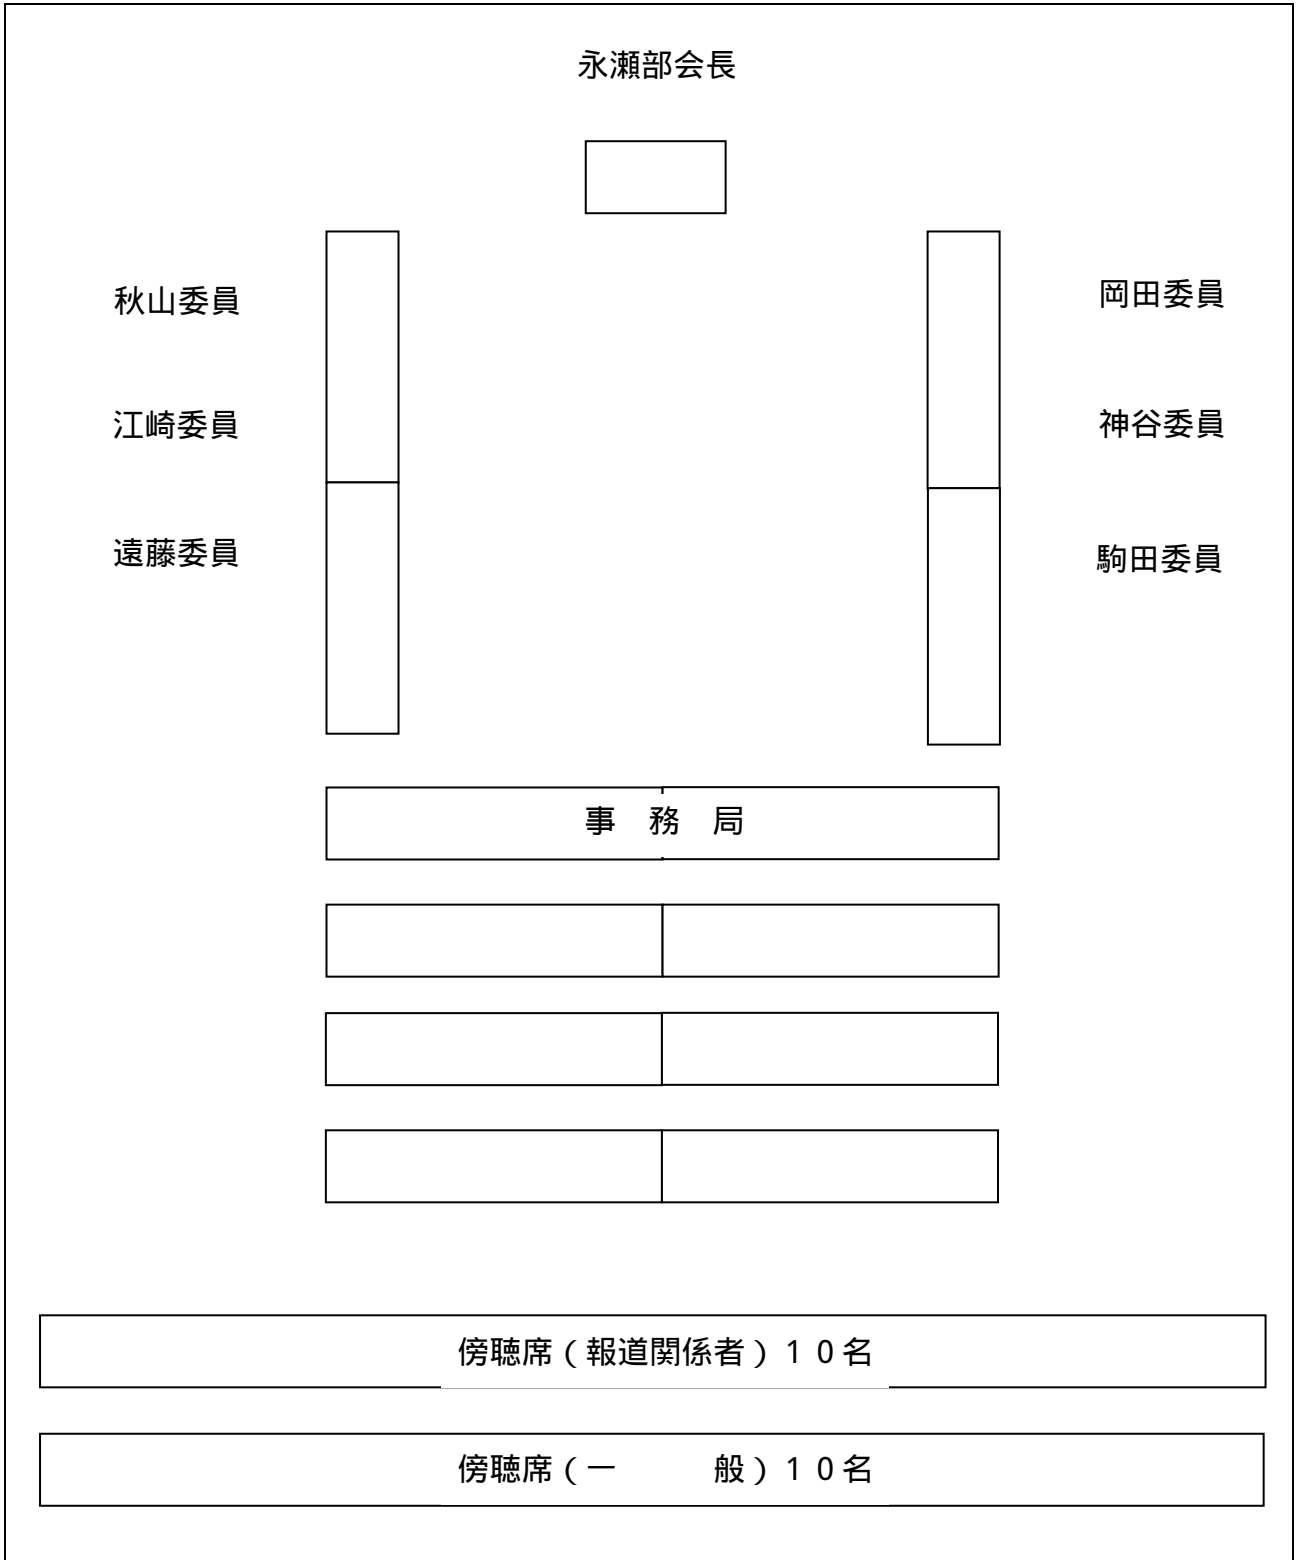 永瀬部会長
秋山委員
岡田委員
江崎委員
神谷委員
遠藤委員
駒田委員
事　務　局
傍聴席（報道関係者）１０名
傍聴席（一　　　般）１０名